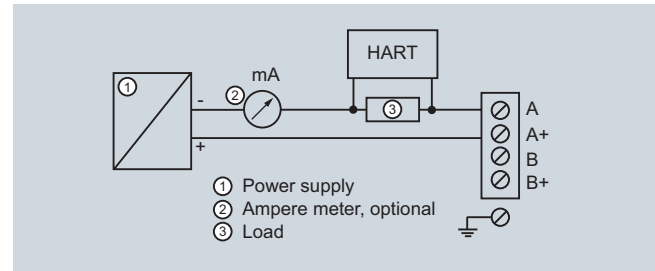 HART
mA
1
2
3
-
+
A
A+
B
B+
1 Power supply
2 Ampere meter, optional
3 Load